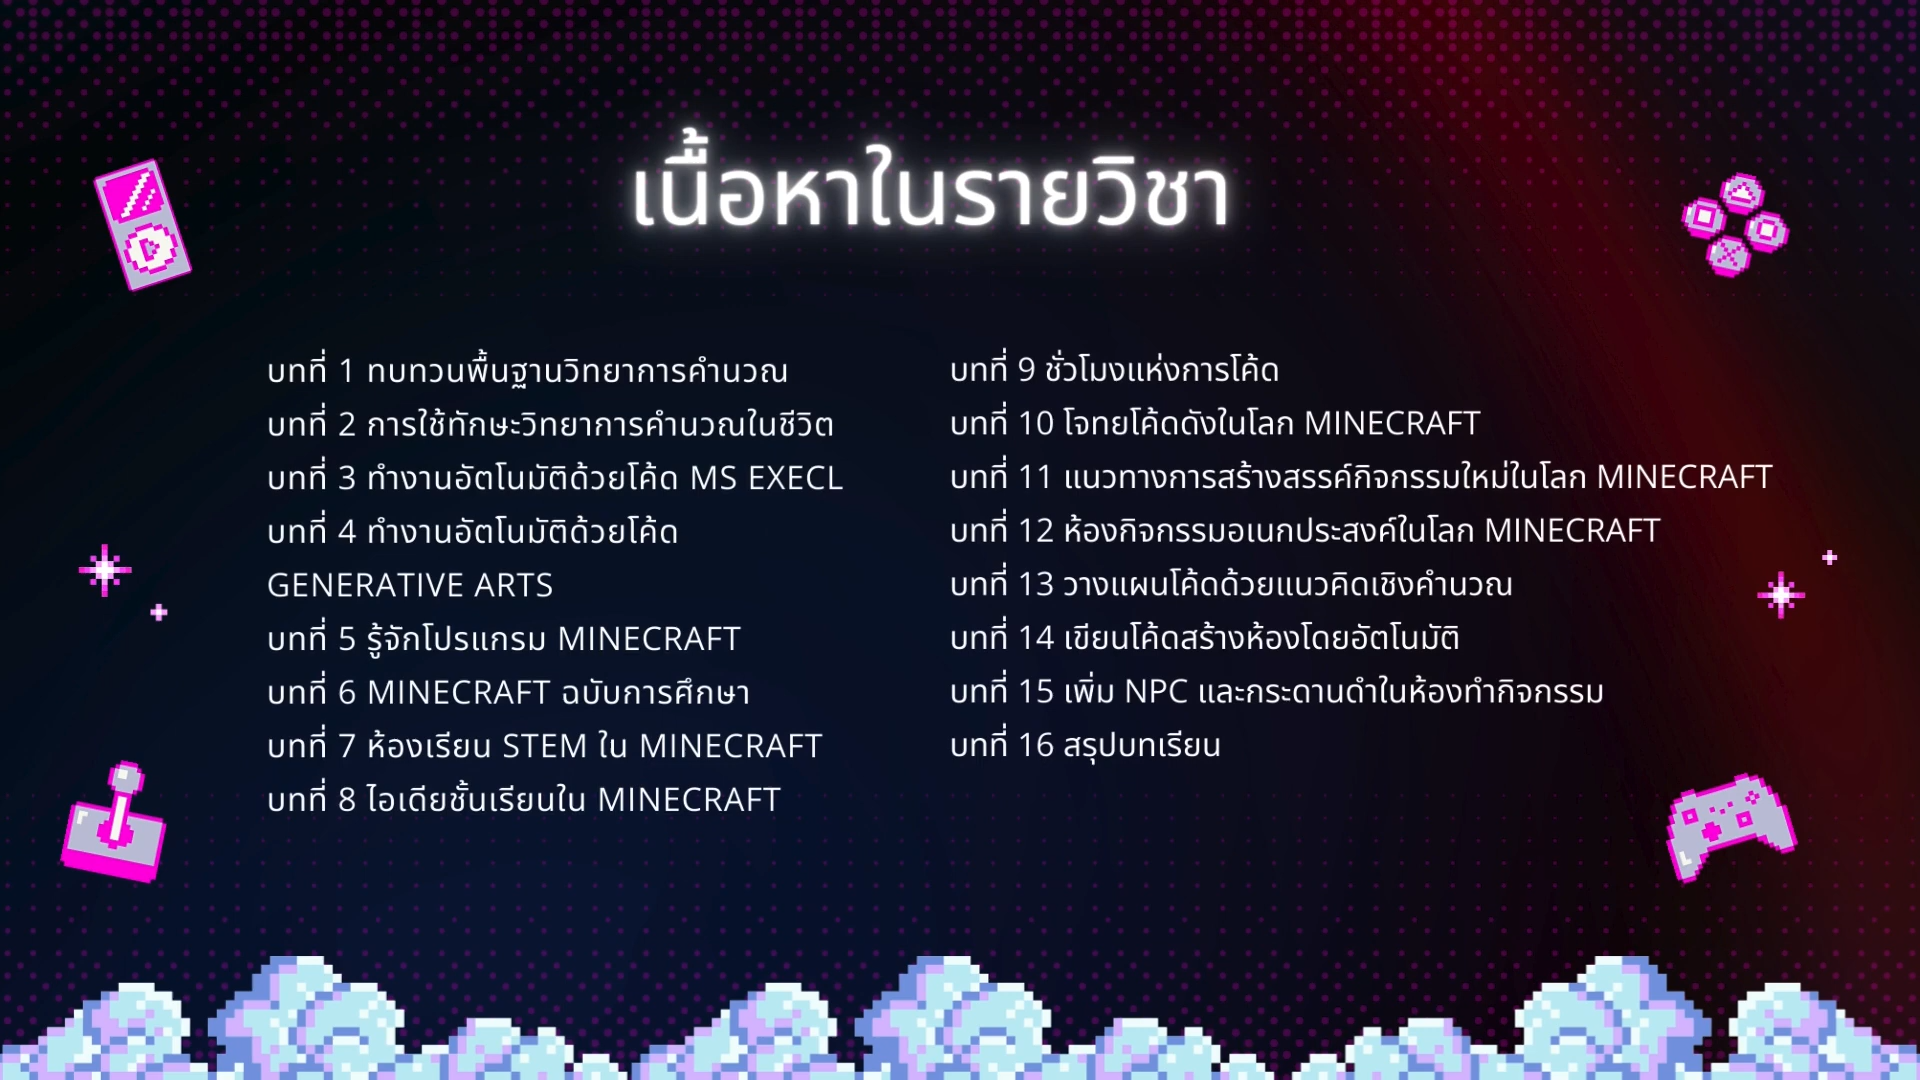 เนื้อหาในรายวิชา
บทที่ 1 ทบทวนพื้นฐานวิทยาการคำนวณ
บทที่ 2 การใช้ทักษะวิทยาการคำนวณในชีวิต
บทที่ 3 ทำงานอัตโนมัติด้วยโค้ด MS EXECL
บทที่ 4 ทำงานอัตโนมัติด้วยโค้ด
GENERATIVE ARTS
บทที่ 5 รู้จักโปรแกรม MINECRAFT
บทที่ 6 MINECRAFT ฉบับการศึกษา
บทที่ 7 ห้องเรียน STEM ใน MINECRAFT
บทที่ 8 ไอเดียชั้นเรียนใน MINECRAFT
บทที่ 9 ชั่วโมงแห่งการโค้ด
บทที่ 10 โจทยโค้ดดังในโลก MINECRAFT
บทที่ 11 แนวทางการสร้างสรรค์กิจกรรมใหม่ในโลก MINECRAFT
บทที่ 12 ห้องกิจกรรมอเนกประสงค์ในโลก MINECRAFT
บทที่ 13 วางแผนโค้ดด้วยแนวคิดเชิงคำนวณ
บทที่ 14 เขียนโค้ดสร้างห้องโดยอัตโนมัติ
บทที่ 15 เพิ่ม NPC และกระดานดำในห้องทำกิจกรรม
บทที่ 16 สรุปบทเรียน